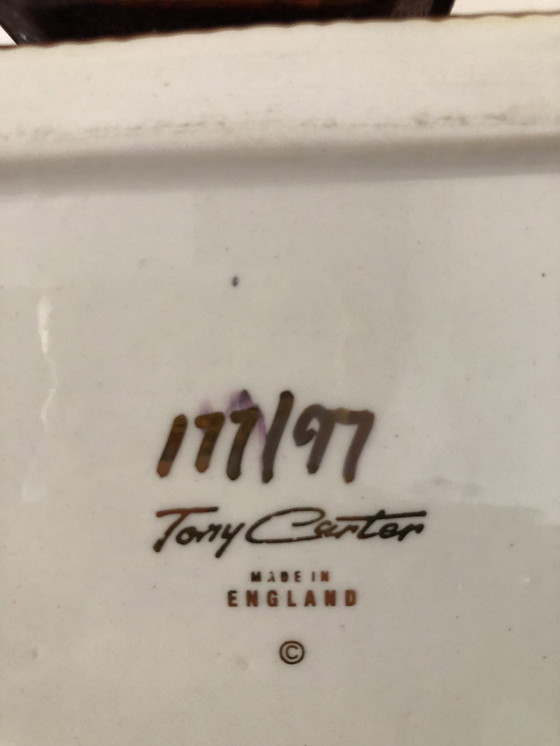 177/97
Tony Carter
MADE IN
ENGLAND
©